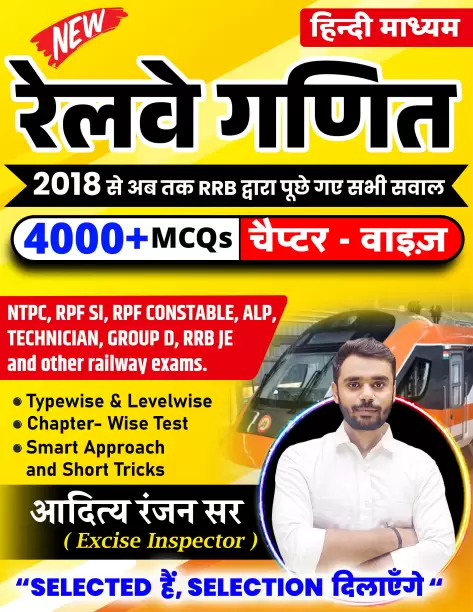 NEW
हिन्दी माध्यम
रेलवे गणित
2018 से अब तक RRB द्वारा पूछे गए सभी सवाल
4000+ MCQs चैप्टर - वाइज़
NTPC, RPF SI, RPF CONSTABLE, ALP,
TECHNICIAN, GROUP D, RRB JE
and other railway exams.
Typewise & Levelwise
Chapter- Wise Test
Smart Approach
and Short Tricks
आदित्य रंजन सर
( Excise Inspector )
“SELECTED हैं, SELECTION दिलाएँगे “